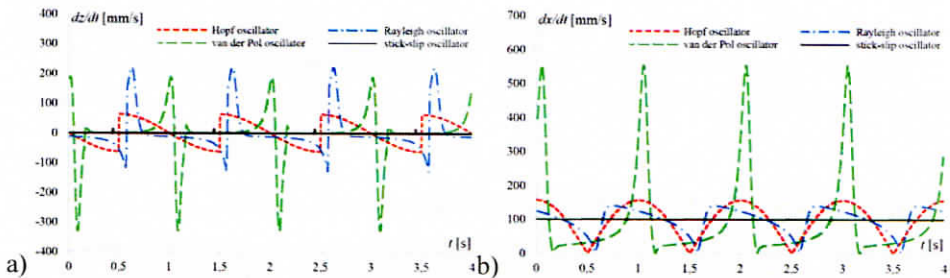 dz/dt [mm/s]
Hopf oscillator
Rayleigh oscillator
van der Pol oscillator
stick-slip oscillator
400
300
200
100
0
-100
-200
-300
-400
0 0,5 1 1,5 2 2,5 3 3,5 4
t [s]
a)
dx/dt [mm/s]
Hopf oscillator
Rayleigh oscillator
van der Pol oscillator
stick-slip oscillator
700
600
500
400
300
200
100
0
0 0,5 1 1,5 2 2,5 3 3,5 4
t [s]
b)